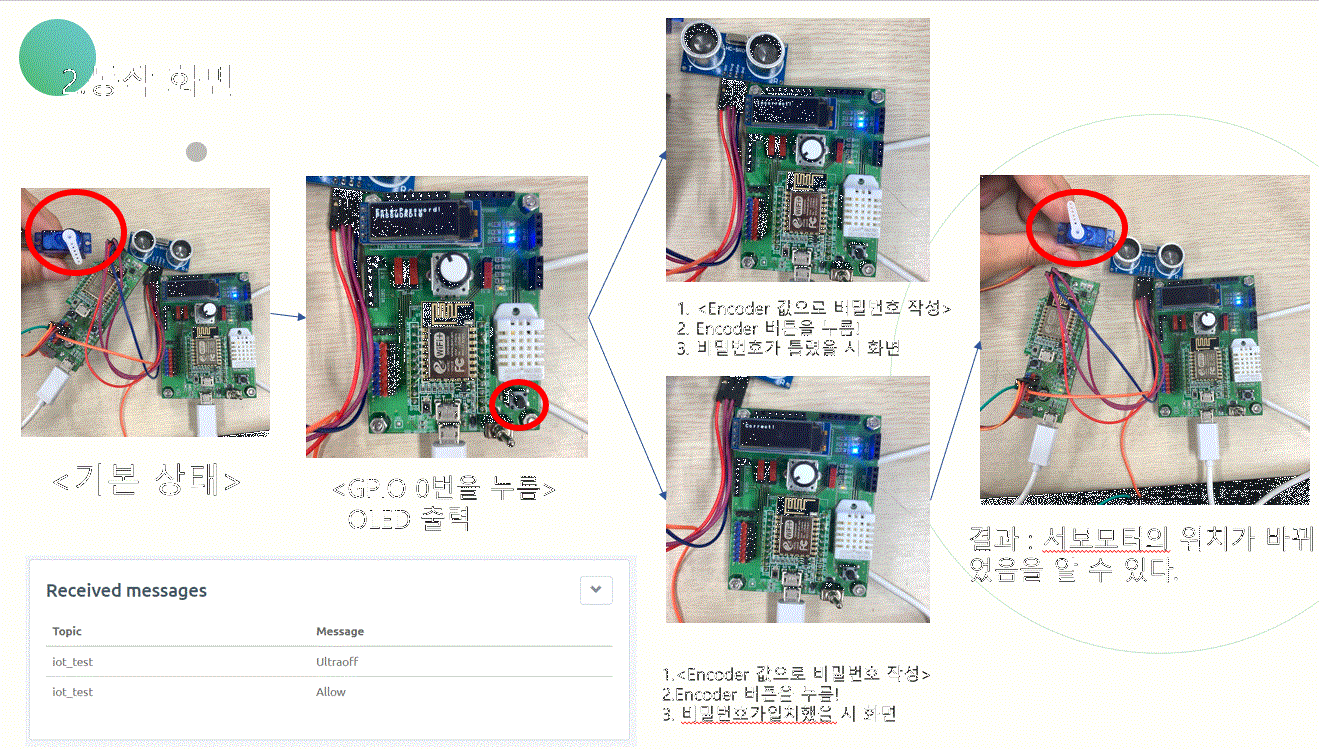 2.동작 화면
<기본 상태>
<GPIO 0번을 누름>
OLED 출력
1. <Encoder 값으로 비밀번호 작성>
2. Encoder 버튼을 누름!
3. 비밀번호가 틀렸을 시 화면
Correct!
1.<Encoder 값으로 비밀번호 작성>
2.Encoder 버튼을 누름!
3. 비밀번호가일치했을 시 화면
결과 : 서보모터의 위치가 바뀌
었음을 알 수 있다.
Received messages
Topic Message
iot_test Ultraoff
iot_test Allow